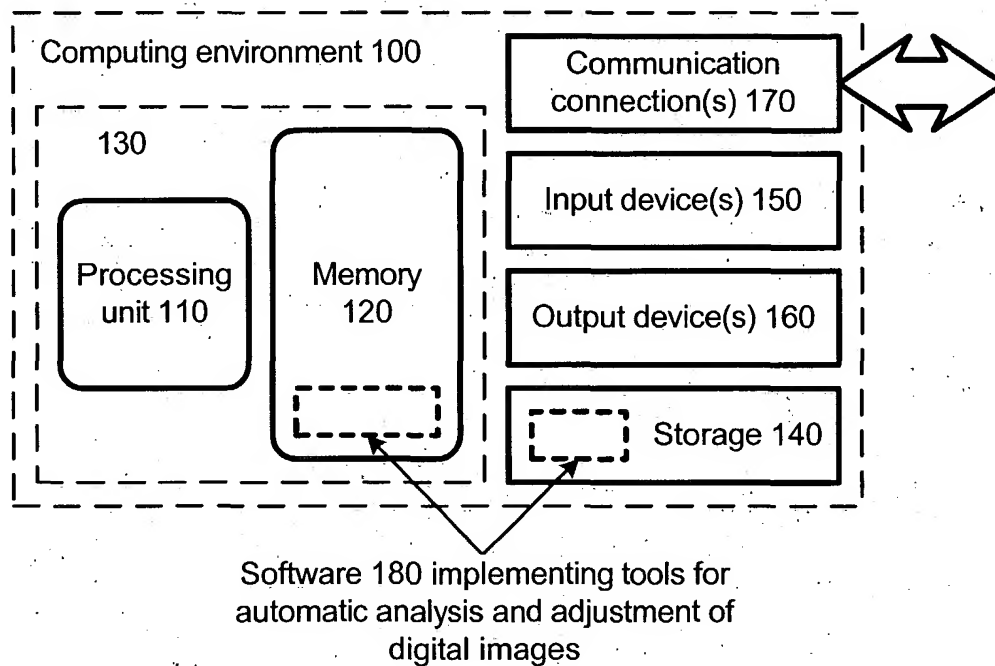 Computing environment 100
130
Processing
unit 110
Memory
120
Communication
connection(s) 170
Input device(s) 150
Output device(s) 160
Storage 140
Software 180 implementing tools for
automatic analysis and adjustment of
digital images